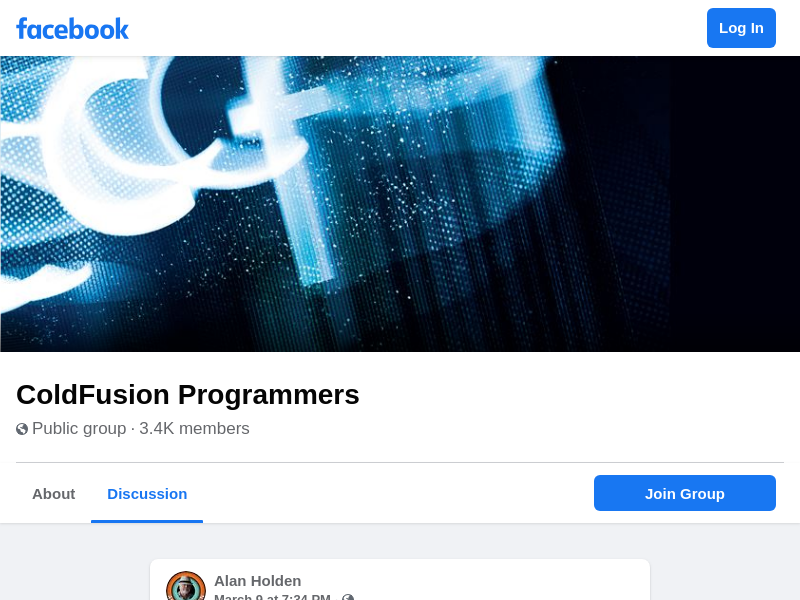 facebook
Log In
ColdFusion Programmers
Public group · 3.4K members
About
Discussion
Join Group
Alan Holden
March 9 at 7:34 PM